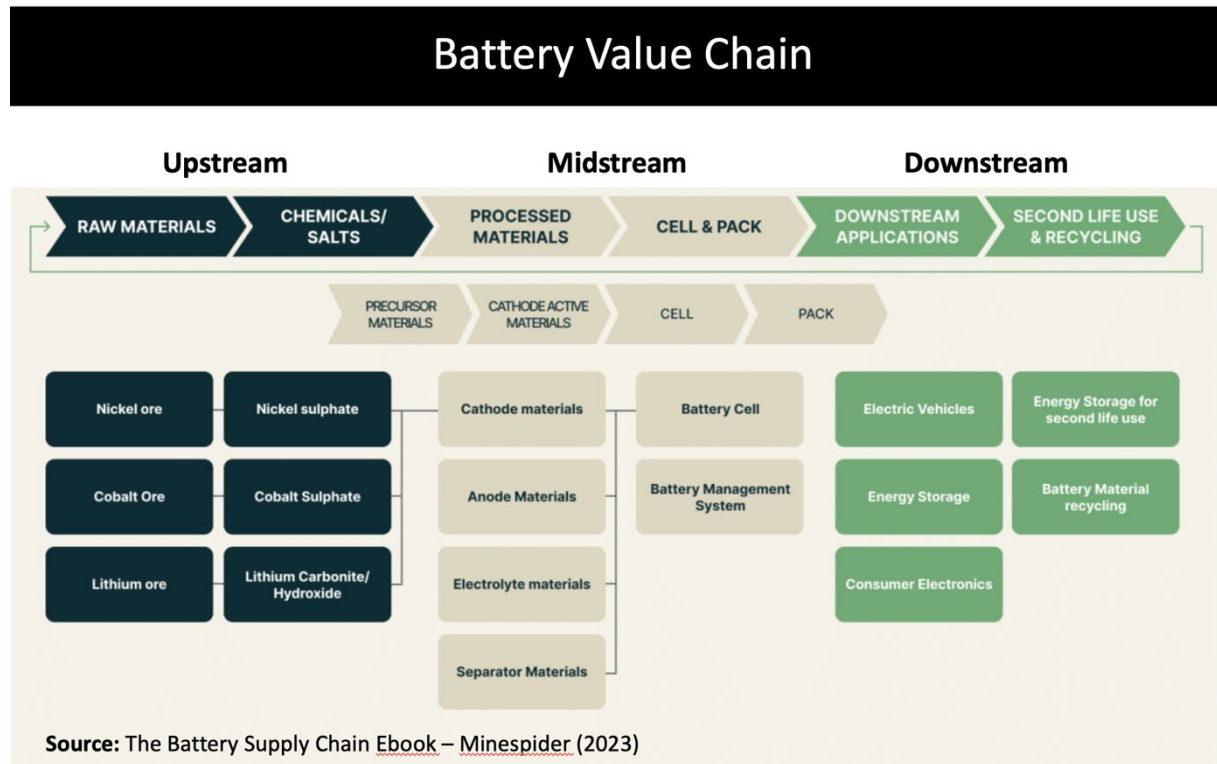 Battery Value Chain
Upstream
Midstream
Downstream
RAW MATERIALS
CHEMICALS/
SALTS
PROCESSED
MATERIALS
CELL & PACK
DOWNSTREAM
APPLICATIONS
SECOND LIFE USE
& RECYCLING
PRECURSOR
MATERIALS
CATHODE ACTIVE
MATERIALS
CELL
PACK
Nickel ore
Nickel sulphate
Cathode materials
Battery Cell
Electric Vehicles
Energy Storage for
second life use
Cobalt Ore
Cobalt Sulphate
Anode Materials
Battery Management
System
Energy Storage
Battery Material
recycling
Lithium ore
Lithium Carbonite/
Hydroxide
Electrolyte materials
Consumer Electronics
Separator Materials
Source: The Battery Supply Chain Ebook – Minespider (2023)